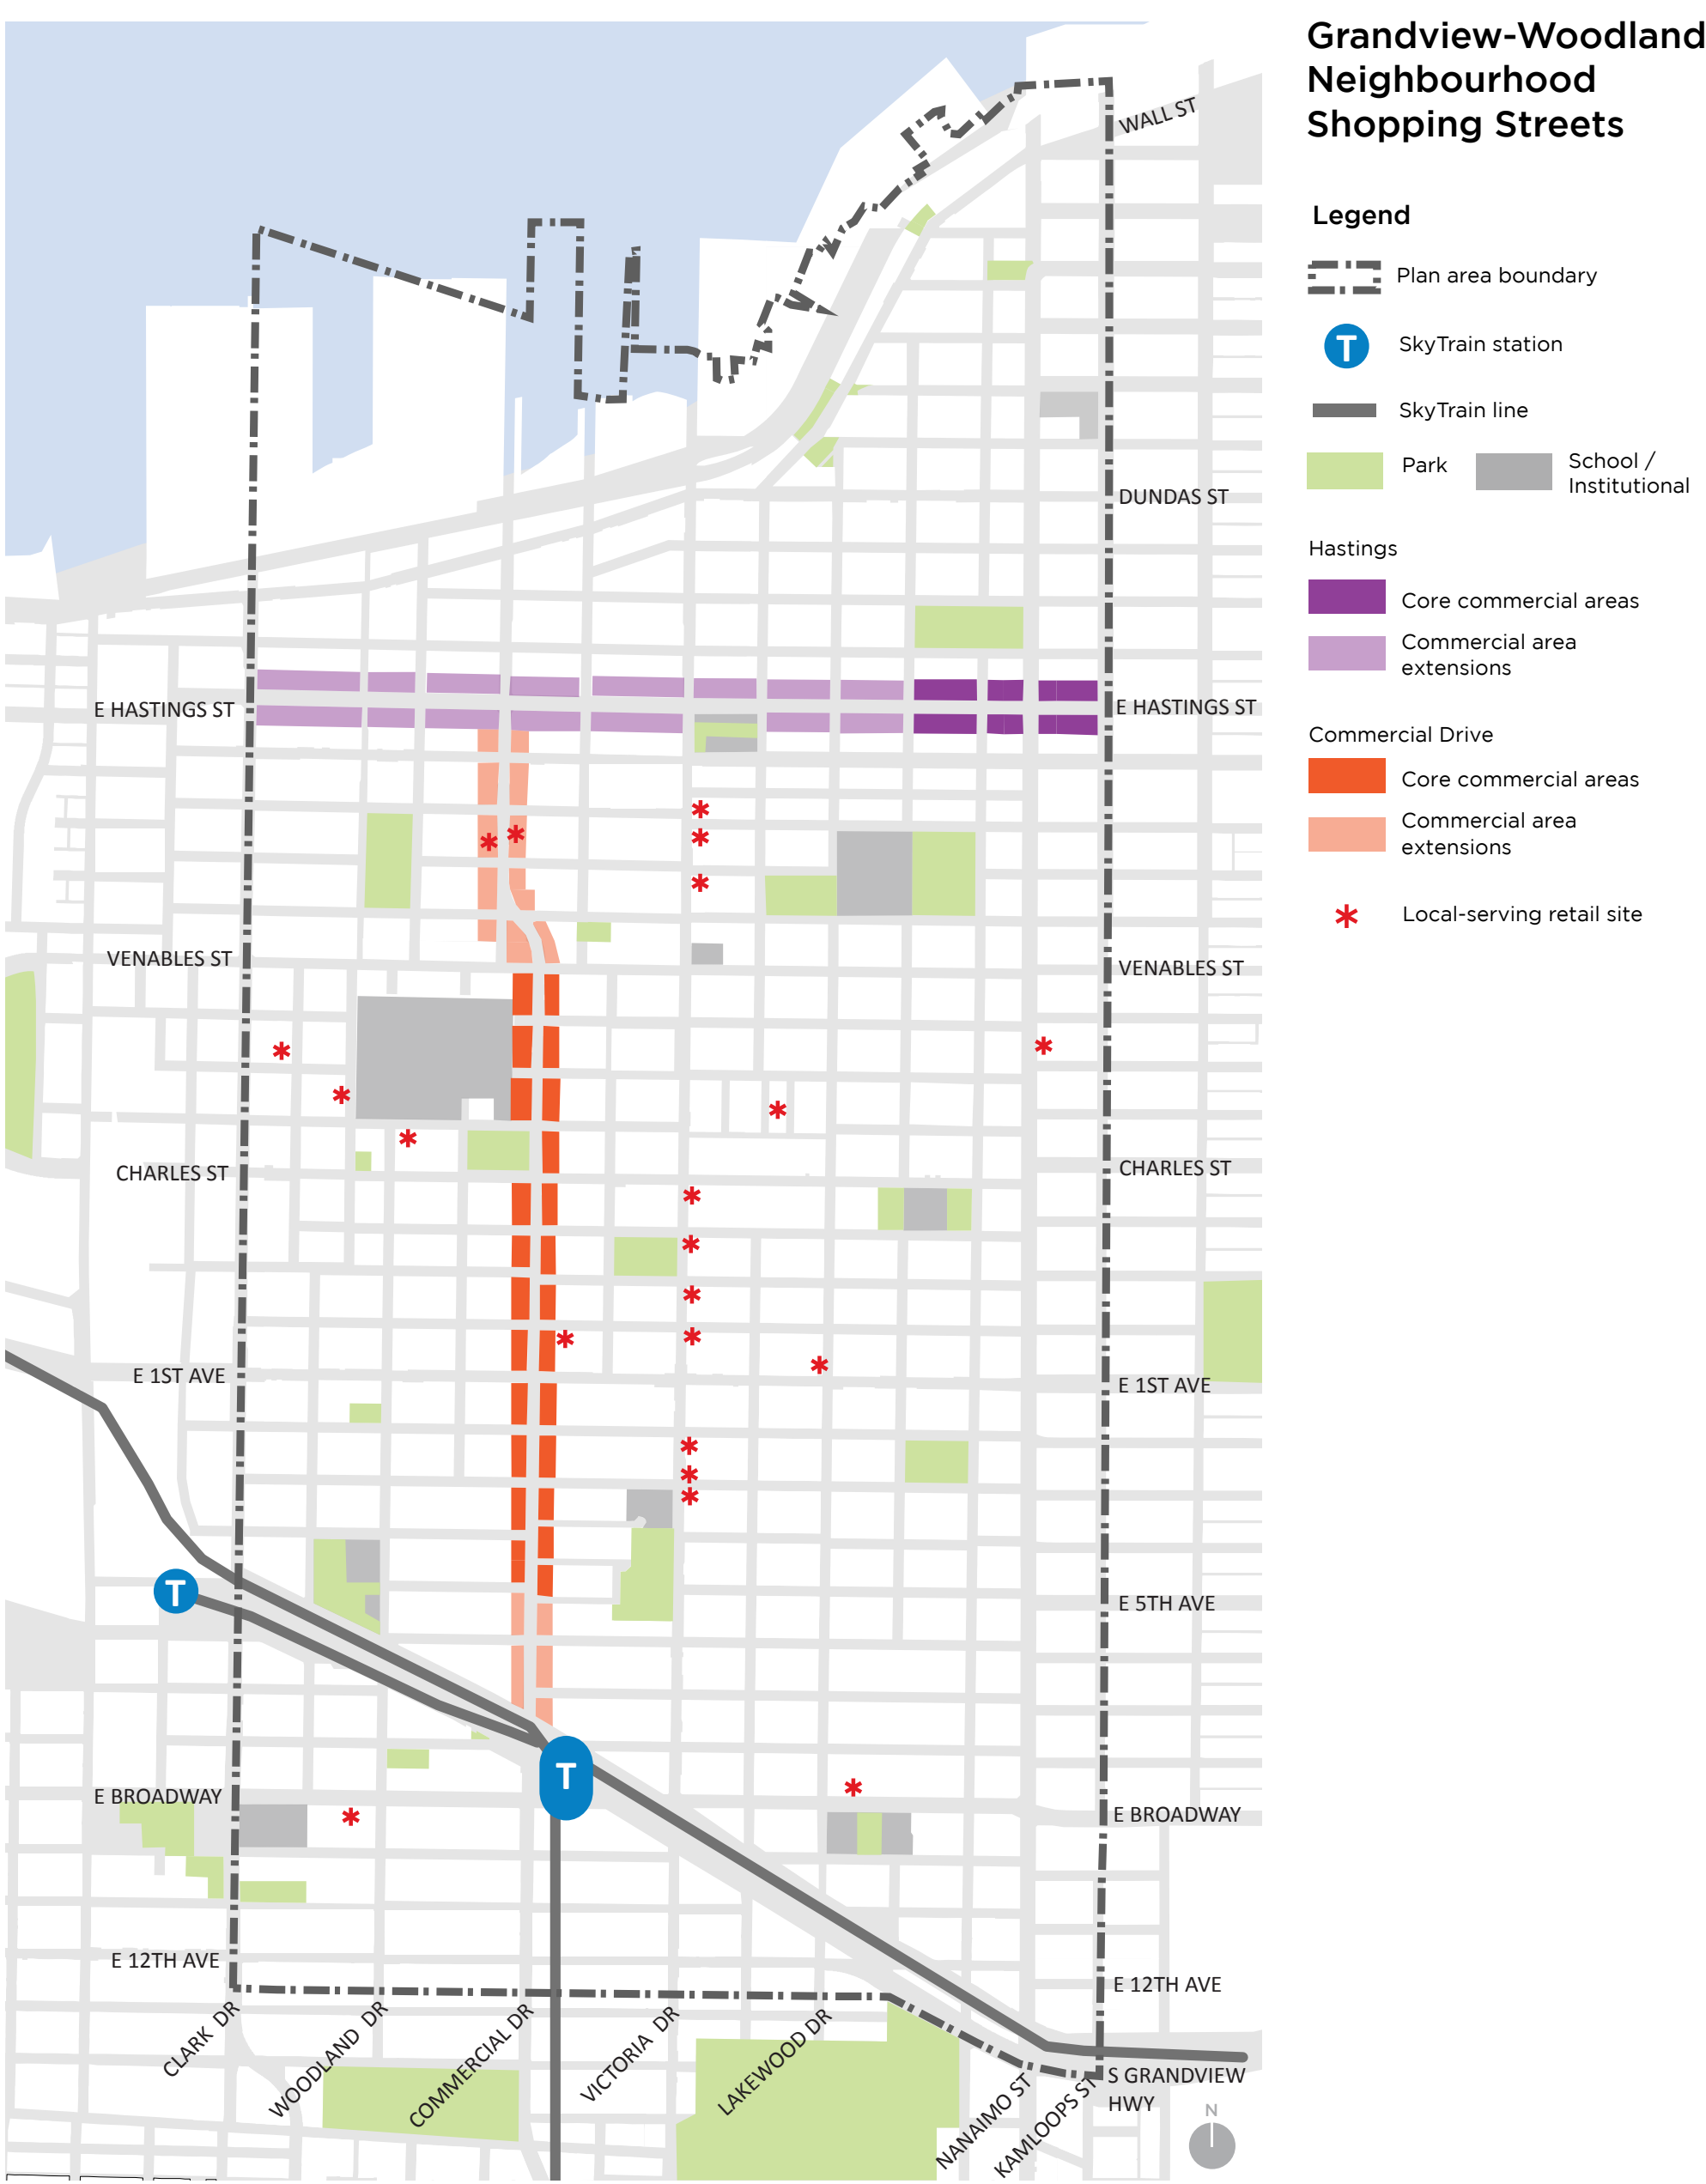 Grandview-Woodland
Neighbourhood
Shopping Streets
Legend
Plan area boundary
T
SkyTrain station
SkyTrain line
Park
School /
Institutional
Hastings
Core commercial areas
Commercial area
extensions
Commercial Drive
Core commercial areas
Commercial area
extensions
Local-serving retail site
WALL ST
DUNDAS ST
E HASTINGS ST
E HASTINGS ST
VENABLES ST
VENABLES ST
CHARLES ST
CHARLES ST
E 1ST AVE
E 1ST AVE
T
E 5TH AVE
T
E BROADWAY
E BROADWAY
E 12TH AVE
E 12TH AVE
CLARK DR
WOODLAND DR
COMMERCIAL DR
VICTORIA DR
LAKEWOOD DR
NANAIMO ST
KAMLOOPS ST
S GRANDVIEW
HWY
N